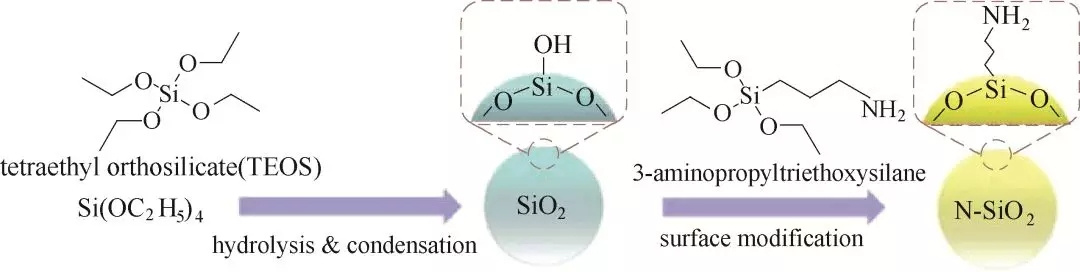 O
O
Si
O
O
tetraethyl orthosilicate(TEOS)
Si(OC₂H₅)₄
hydrolysis & condensation
OH
Si
O
O
SiO₂
O
O
Si
O
NH₂
3-aminopropyltriethoxysilane
surface modification
NH₂
Si
O
O
N-SiO₂